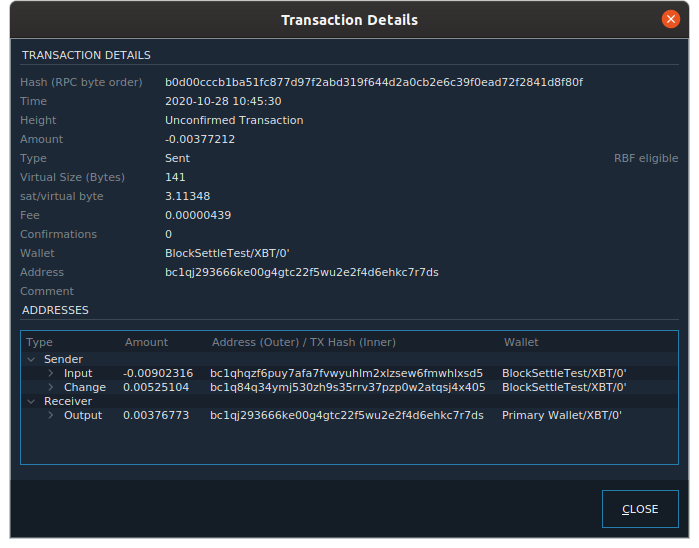 Transaction Details
TRANSACTION DETAILS
Hash (RPC byte order) b0d00cccb1ba51fc877d97f2abd319f644d2a0cb2e6c39f0ead72f2841d8f80f
Time 2020-10-28 10:45:30
Height Unconfirmed Transaction
Amount -0.00377212
Type Sent RBF eligible
Virtual Size (Bytes) 141
sat/virtual byte 3.11348
Fee 0.00000439
Confirmations 0
Wallet BlockSettleTest/XBT/0'
Address bc1qj293666ke00g4gtc22f5wu2e2f4d6ehkc7r7ds
Comment
ADDRESSES
Type Amount Address (Outer) / TX Hash (Inner) Wallet
Sender
Input -0.00902316 bc1qhqzf6puy7afa7fvwyuhlm2xlzsew6fmwhlxsd5 BlockSettleTest/XBT/0'
Change 0.00525104 bc1q84q34ymj530zh9s35rrv37pzp0w2atqsj4x405 BlockSettleTest/XBT/0'
Receiver
Output 0.00376773 bc1qj293666ke00g4gtc22f5wu2e2f4d6ehkc7r7ds Primary Wallet/XBT/0'
CLOSE